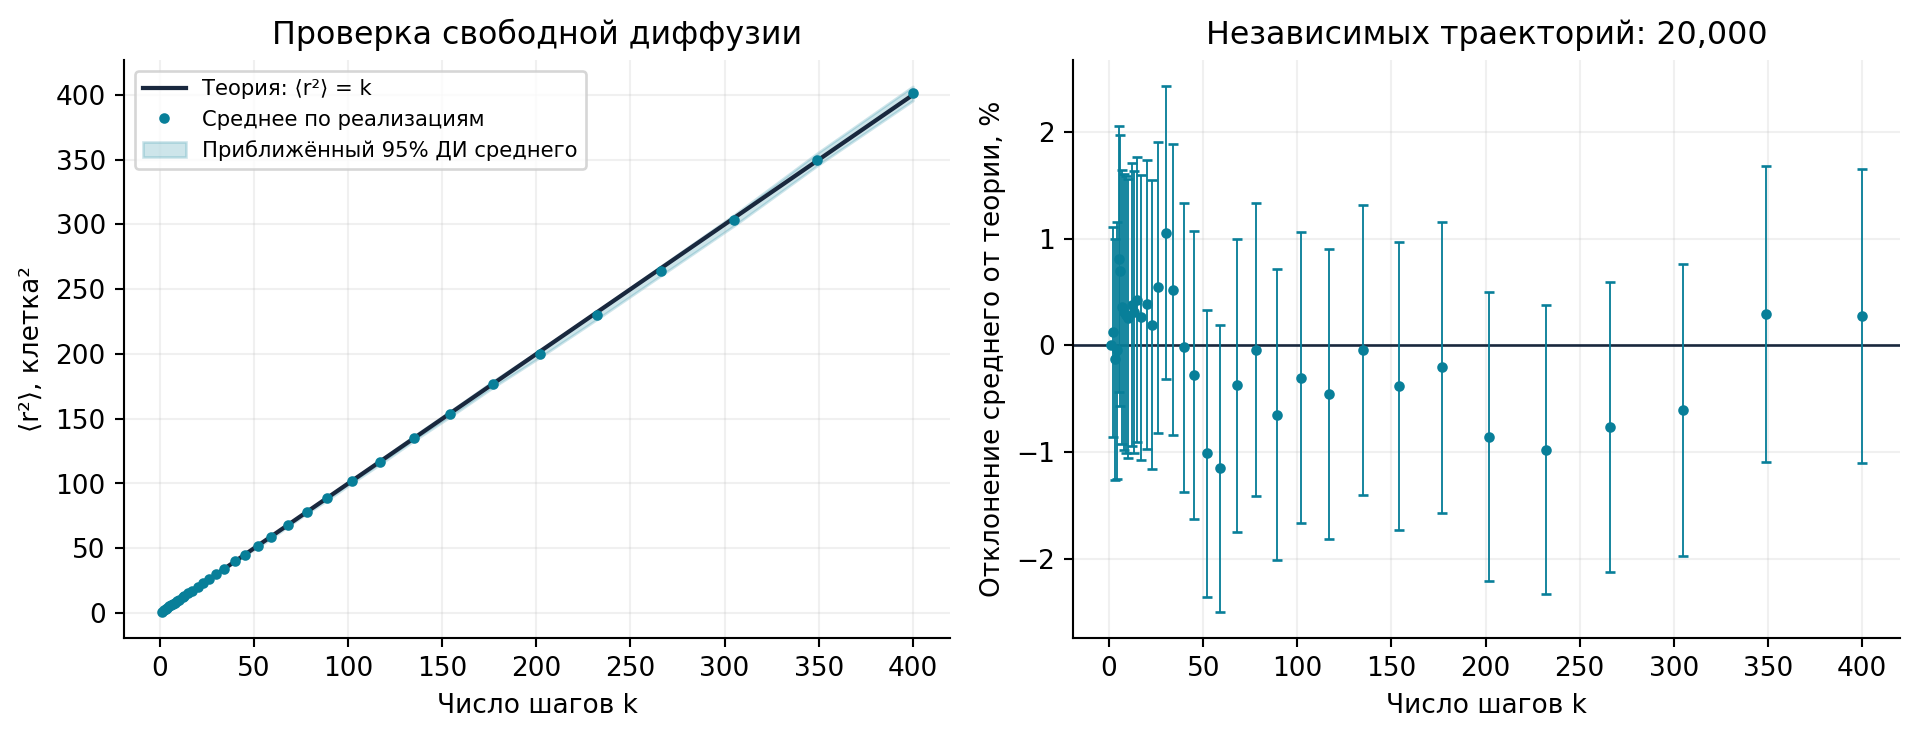 Проверка свободной диффузии
Теория: ⟨r²⟩ = k
Среднее по реализациям
Приближённый 95% ДИ среднего
⟨r²⟩, клетка²
400
350
300
250
200
150
100
50
0
0 50 100 150 200 250 300 350 400
Число шагов k
Независимых траекторий: 20,000
Отклонение среднего от теории, %
2
1
0
−1
−2
0 50 100 150 200 250 300 350 400
Число шагов k